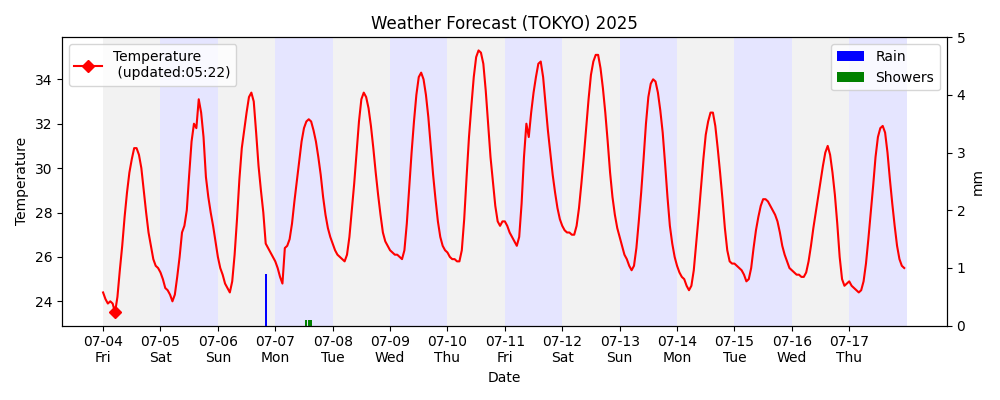 Weather Forecast (TOKYO) 2025
Temperature
(updated:05:22)
Rain
Showers
Temperature
34
32
30
28
26
24
5
4
3
2
1
0
mm
07-04 07-05 07-06 07-07 07-08 07-09 07-10 07-11 07-12 07-13 07-14 07-15 07-16 07-17
Fri Sat Sun Mon Tue Wed Thu Fri Sat Sun Mon Tue Wed Thu
Date